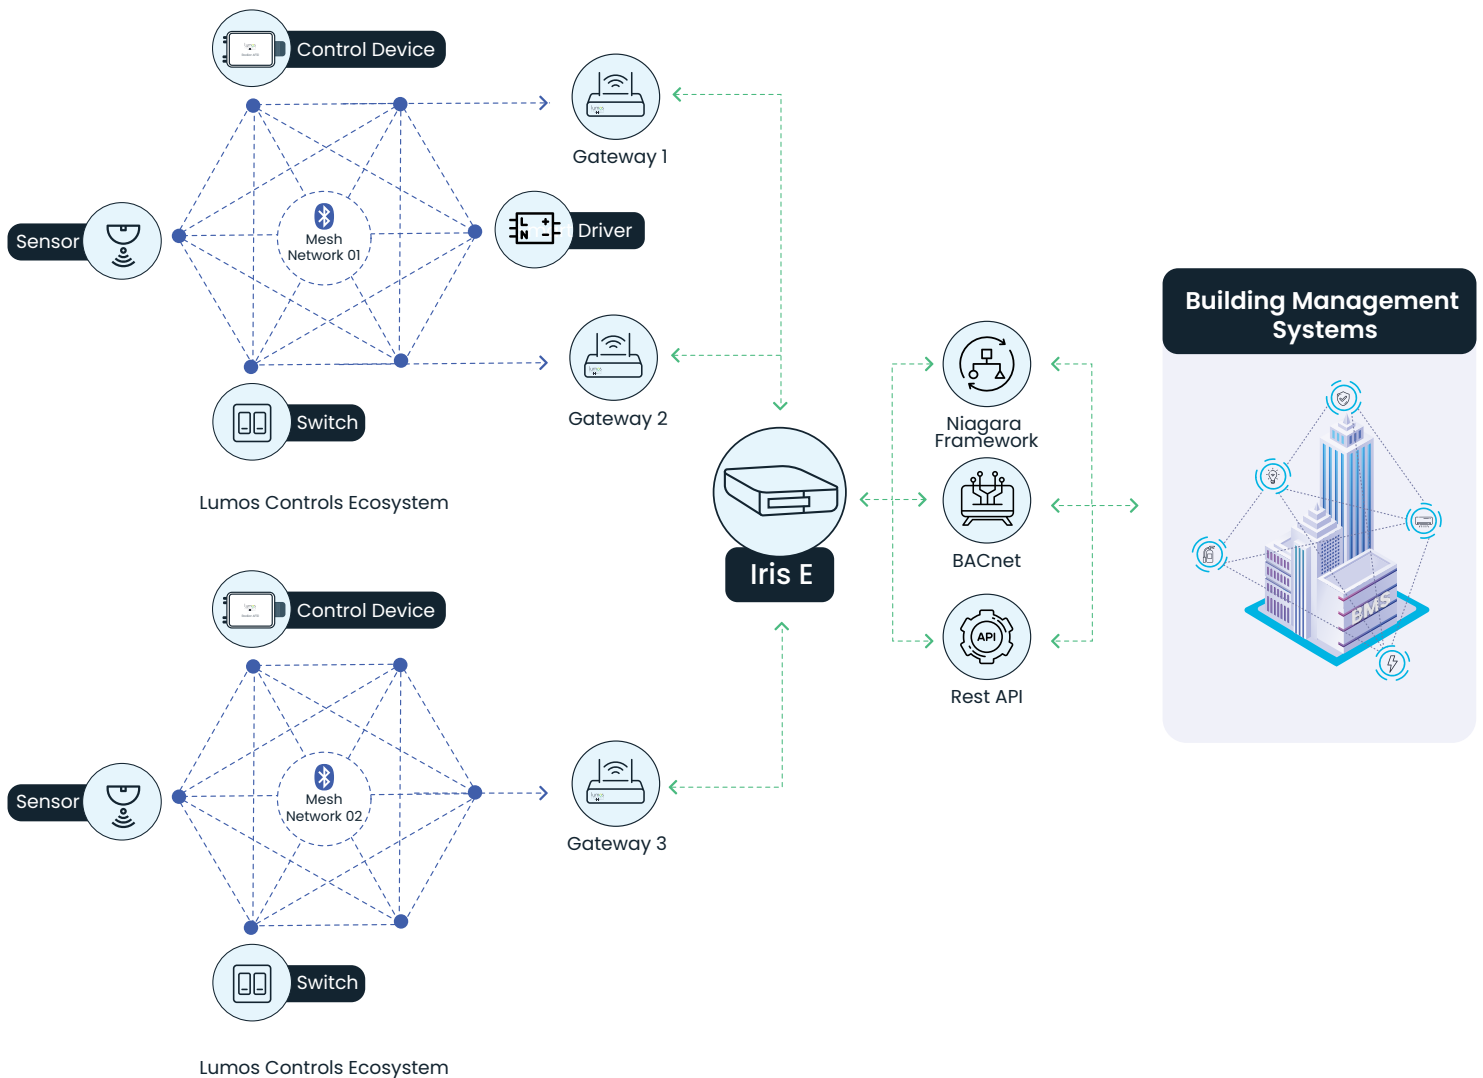 Control Device
Gateway 1
Sensor
Mesh
Network 01
L
N
Driver
Gateway 2
Switch
Lumos Controls Ecosystem
Iris E
Niagara
Framework
BACnet
API
Rest API
Building Management
Systems
BMS
Control Device
Sensor
Mesh
Network 02
Gateway 3
Switch
Lumos Controls Ecosystem